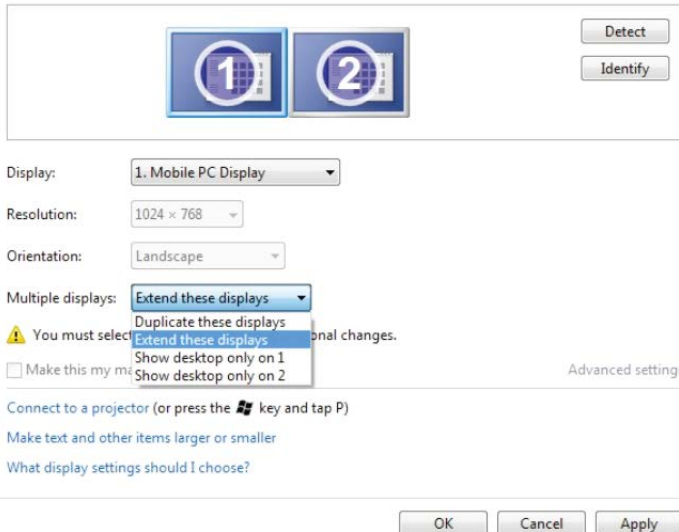 1
2
Detect
Identify
Display: 1. Mobile PC Display
Resolution: 1024 × 768
Orientation: Landscape
Multiple displays: Extend these displays
Duplicate these displays
You must select onal changes.
Extend these displays
Show desktop only on 1
Make this my ma Advanced setting
Show desktop only on 2
Connect to a projector (or press the key and tap P)
Make text and other items larger or smaller
What display settings should I choose?
OK Cancel Apply